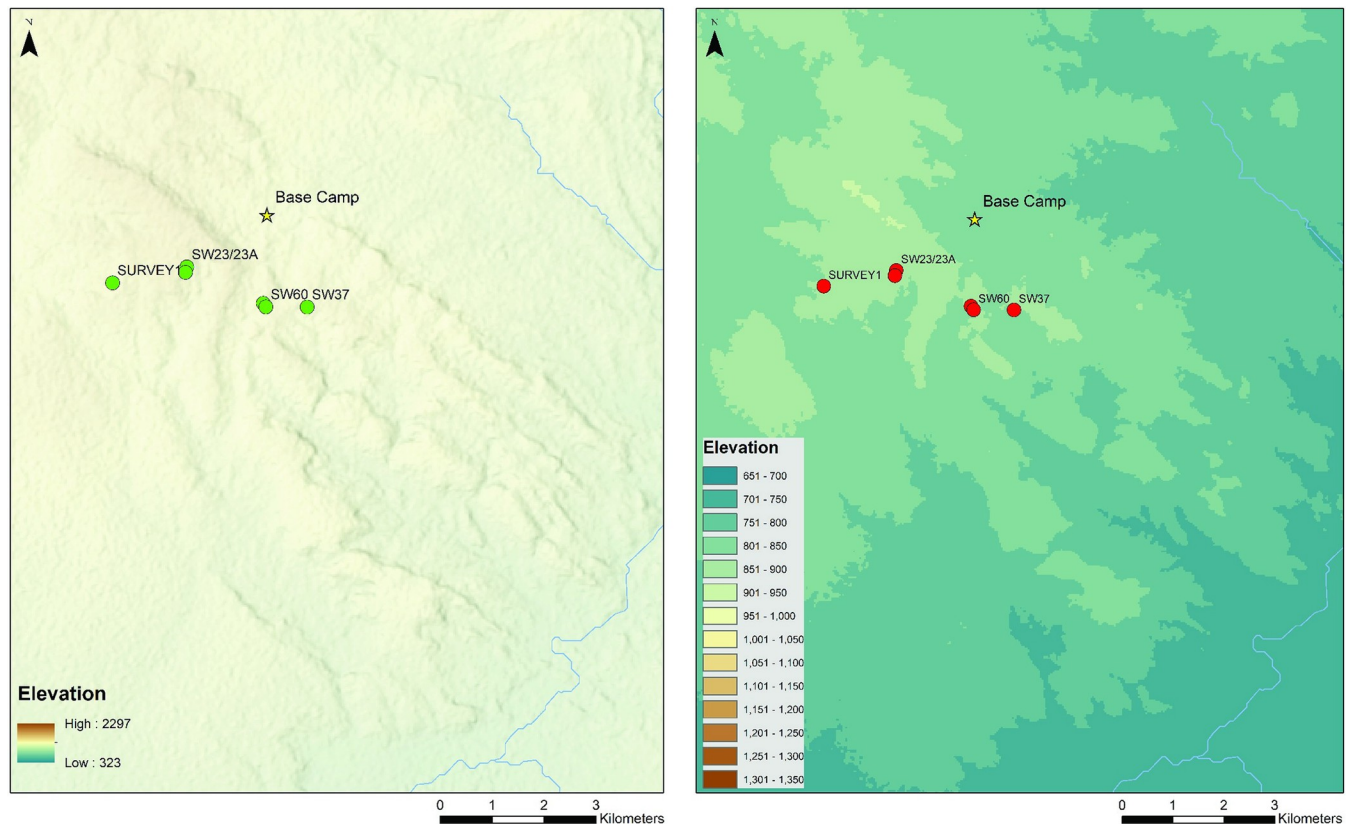 N
Base Camp
SW23/23A
SURVEY1
SW60 SW37
Elevation
High : 2297
Low : 323
0 1 2 3
Kilometers
N
Base Camp
SW23/23A
SURVEY1
SW60 SW37
Elevation
651 - 700
701 - 750
751 - 800
801 - 850
851 - 900
901 - 950
951 - 1,000
1,001 - 1,050
1,051 - 1,100
1,101 - 1,150
1,151 - 1,200
1,201 - 1,250
1,251 - 1,300
1,301 - 1,350
0 1 2 3
Kilometers